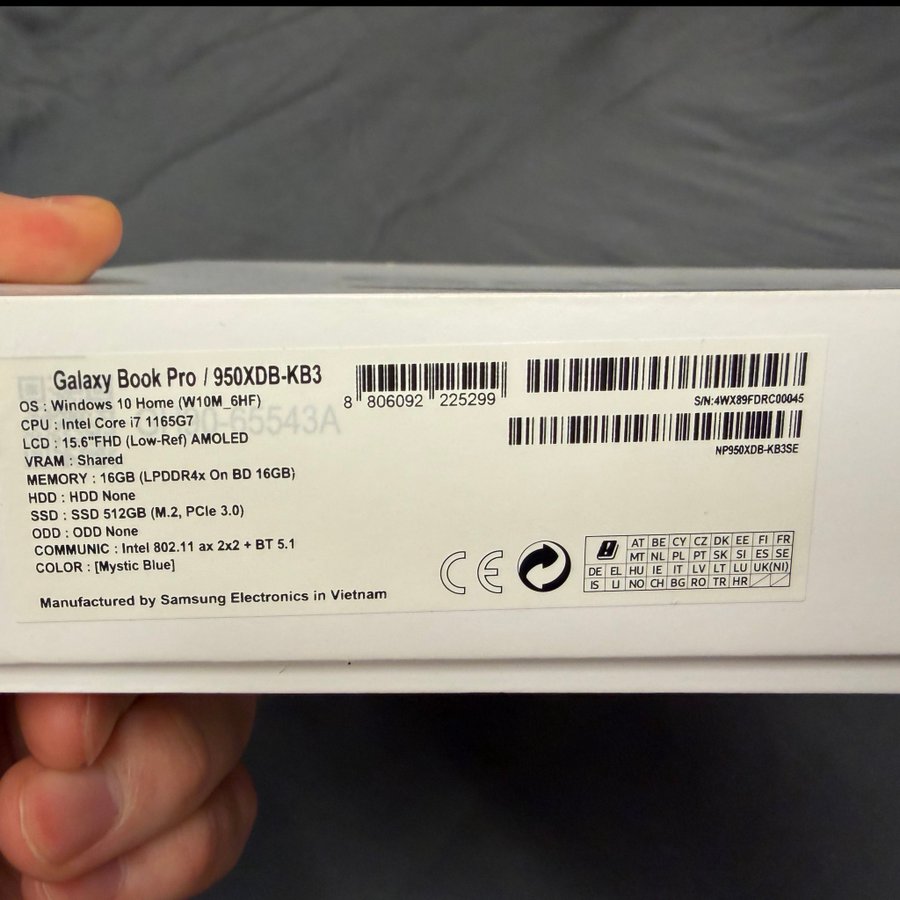 Galaxy Book Pro / 950XDB-KB3
OS : Windows 10 Home (W10M_6HF)
CPU : Intel Core i7 1165G7
LCD : 15.6"FHD (Low-Ref) AMOLED
VRAM : Shared
MEMORY : 16GB (LPDDR4x On BD 16GB)
HDD : HDD None
SSD : SSD 512GB (M.2, PCIe 3.0)
ODD : ODD None
COMMUNIC : Intel 802.11 ax 2x2 + BT 5.1
COLOR : [Mystic Blue]
Manufactured by Samsung Electronics in Vietnam
8 806092 225299
S/N:4WX89FDRC00045
NP950XDB-KB3SE
65543A
CE
AT BE CY CZ DK EE FI FR
MT NL PL PT SK SI ES SE
DE EL HU IE IT LV LT LU UK(NI)
IS LI NO CH BG RO TR HR